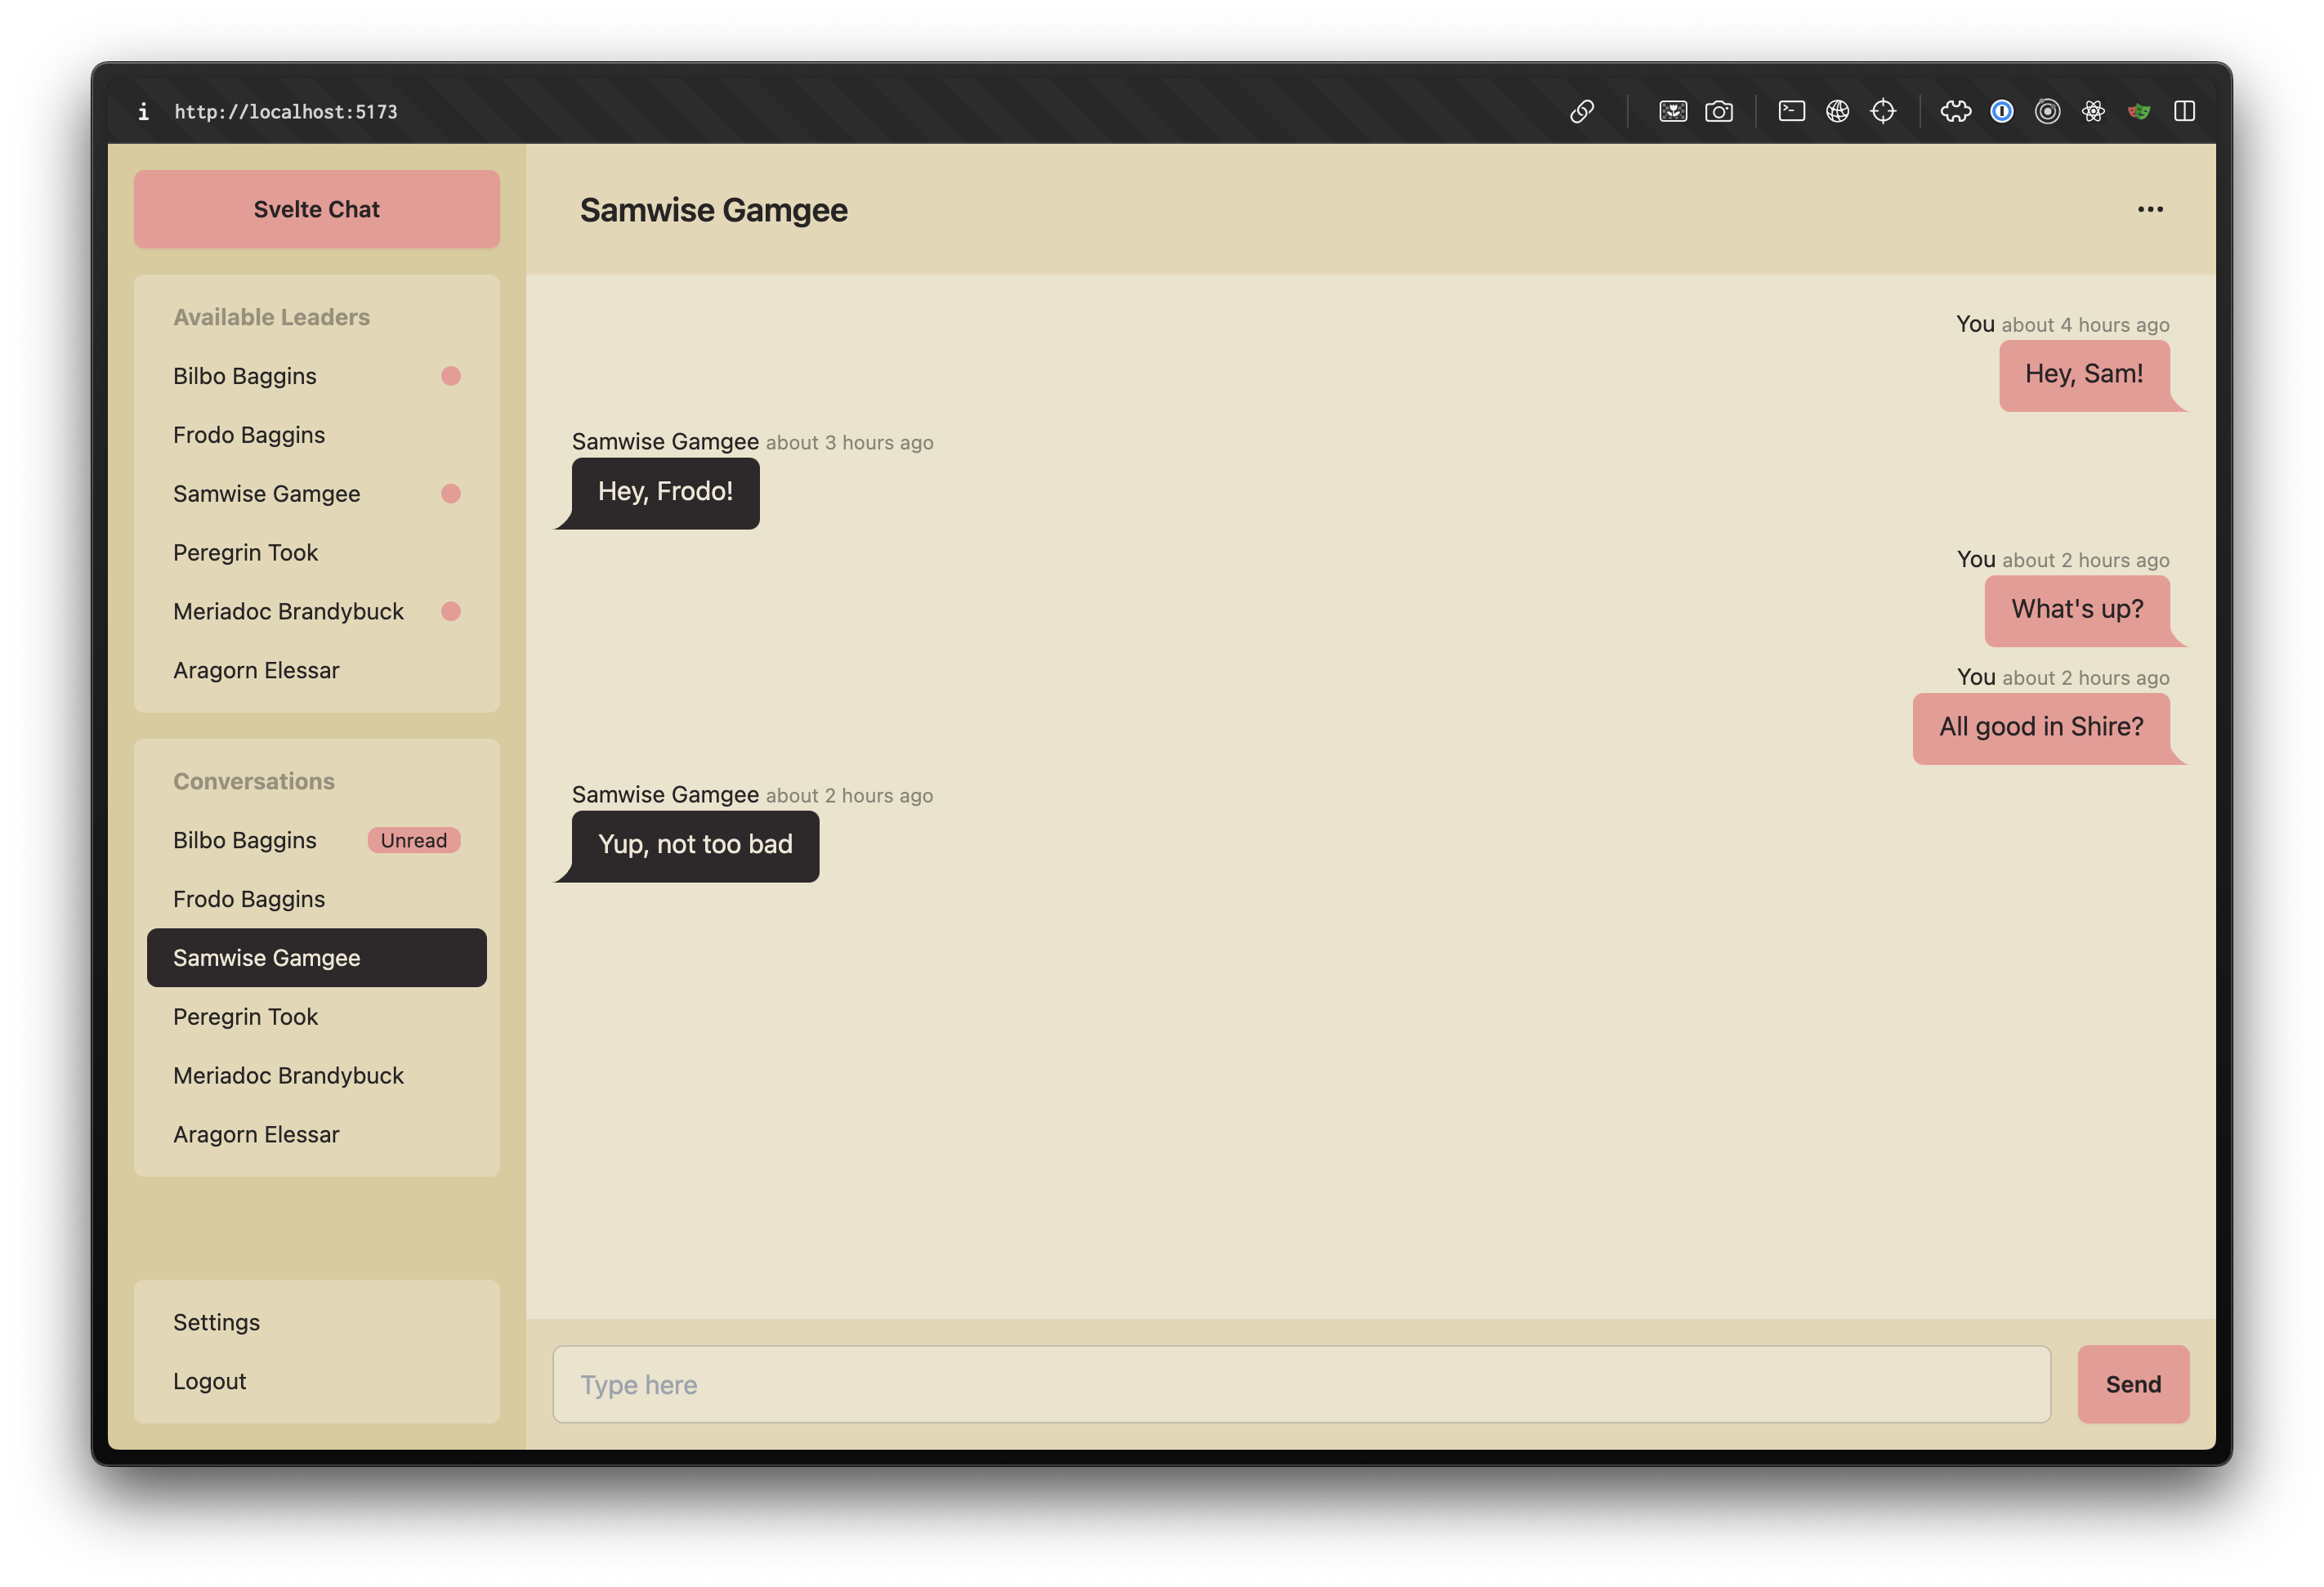 i http://localhost:5173
Svelte Chat
Available Leaders
Bilbo Baggins
Frodo Baggins
Samwise Gamgee
Peregrin Took
Meriadoc Brandybuck
Aragorn Elessar
Conversations
Bilbo Baggins Unread
Frodo Baggins
Samwise Gamgee
Peregrin Took
Meriadoc Brandybuck
Aragorn Elessar
Settings
Logout
Samwise Gamgee
You about 4 hours ago
Hey, Sam!
Samwise Gamgee about 3 hours ago
Hey, Frodo!
You about 2 hours ago
What's up?
You about 2 hours ago
All good in Shire?
Samwise Gamgee about 2 hours ago
Yup, not too bad
Type here
Send